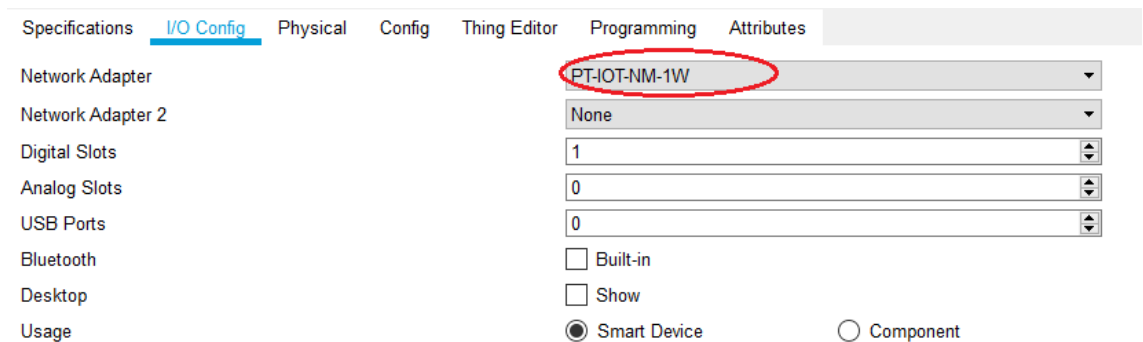 Specifications I/O Config Physical Config Thing Editor Programming Attributes
Network Adapter PT-IOT-NM-1W
Network Adapter 2 None
Digital Slots 1
Analog Slots 0
USB Ports 0
Bluetooth Built-in
Desktop Show
Usage Smart Device Component